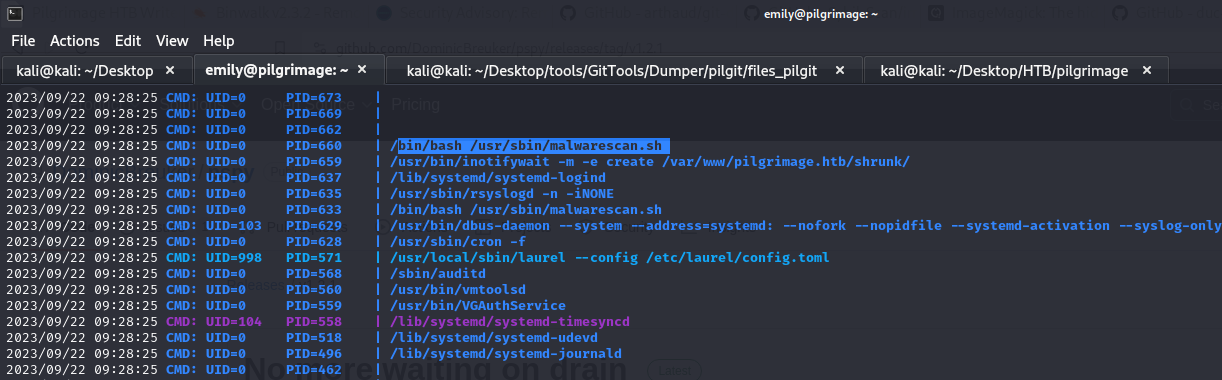 emily@pilgrimage: ~
File Actions Edit View Help
kali@kali: ~/Desktop × emily@pilgrimage: ~ × kali@kali: ~/Desktop/tools/GitTools/Dumper/pilgit/files_pilgit × kali@kali: ~/Desktop/HTB/pilgrimage ×
2023/09/22 09:28:25 CMD: UID=0 PID=673 |
2023/09/22 09:28:25 CMD: UID=0 PID=669 |
2023/09/22 09:28:25 CMD: UID=0 PID=662 |
2023/09/22 09:28:25 CMD: UID=0 PID=660 | /bin/bash /usr/sbin/malwarescan.sh
2023/09/22 09:28:25 CMD: UID=0 PID=659 | /usr/bin/inotifywait -m -e create /var/www/pilgrimage.htb/shrunk/
2023/09/22 09:28:25 CMD: UID=0 PID=637 | /lib/systemd/systemd-logind
2023/09/22 09:28:25 CMD: UID=0 PID=635 | /usr/sbin/rsyslogd -n -iNONE
2023/09/22 09:28:25 CMD: UID=0 PID=633 | /bin/bash /usr/sbin/malwarescan.sh
2023/09/22 09:28:25 CMD: UID=103 PID=629 | /usr/bin/dbus-daemon --system --address=systemd: --nofork --nopidfile --systemd-activation --syslog-only
2023/09/22 09:28:25 CMD: UID=0 PID=628 | /usr/sbin/cron -f
2023/09/22 09:28:25 CMD: UID=998 PID=571 | /usr/local/sbin/laurel --config /etc/laurel/config.toml
2023/09/22 09:28:25 CMD: UID=0 PID=568 | /sbin/auditd
2023/09/22 09:28:25 CMD: UID=0 PID=560 | /usr/bin/vmtoolsd
2023/09/22 09:28:25 CMD: UID=0 PID=559 | /usr/bin/VGAuthService
2023/09/22 09:28:25 CMD: UID=104 PID=558 | /lib/systemd/systemd-timesyncd
2023/09/22 09:28:25 CMD: UID=0 PID=518 | /lib/systemd/systemd-udevd
2023/09/22 09:28:25 CMD: UID=0 PID=496 | /lib/systemd/systemd-journald
2023/09/22 09:28:25 CMD: UID=0 PID=462 |
Pricing
No more waiting on drain
Latest